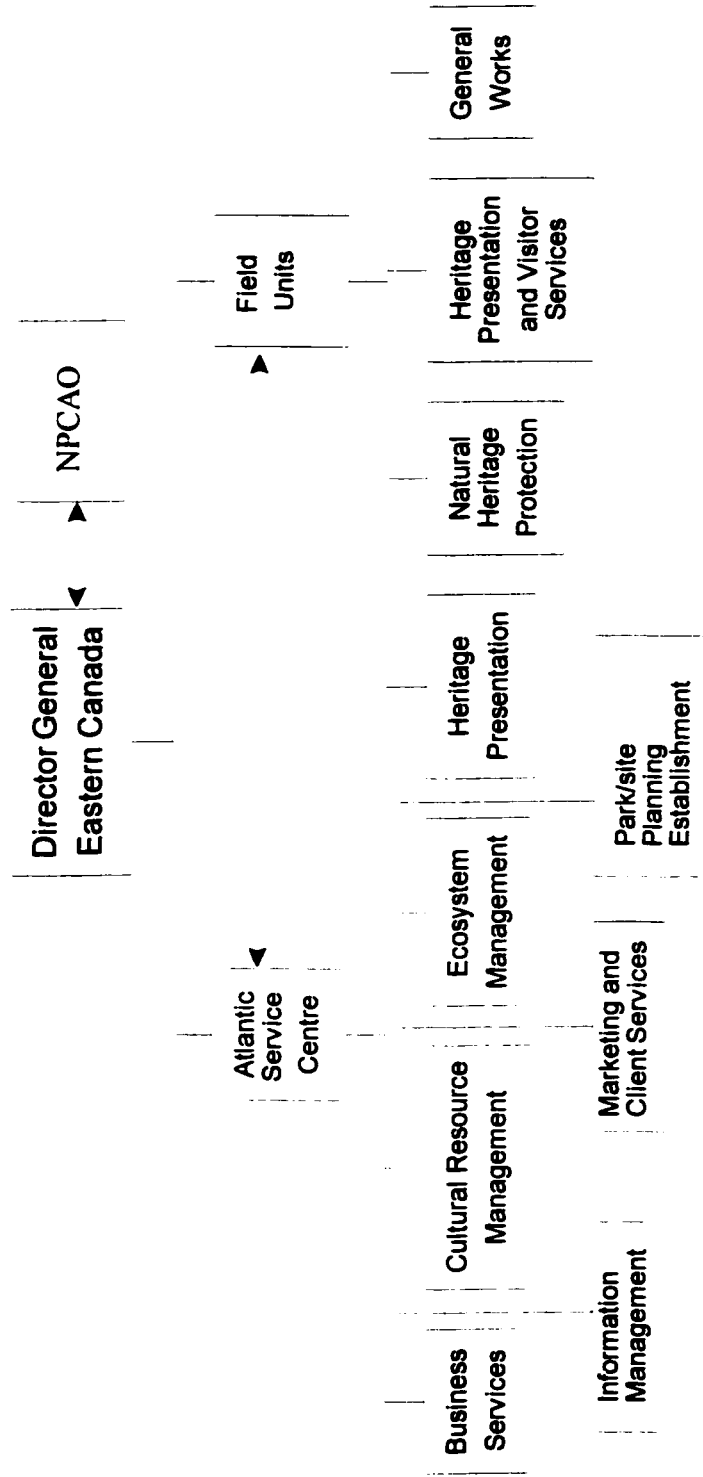 Director General
Eastern Canada
NPCAO
Atlantic
Service
Centre
Field
Units
Business
Services
Cultural Resource
Management
Ecosystem
Management
Heritage
Presentation
Natural
Heritage
Protection
Heritage
Presentation
and Visitor
Services
General
Works
Information
Management
Marketing and
Client Services
Park/site
Planning
Establishment